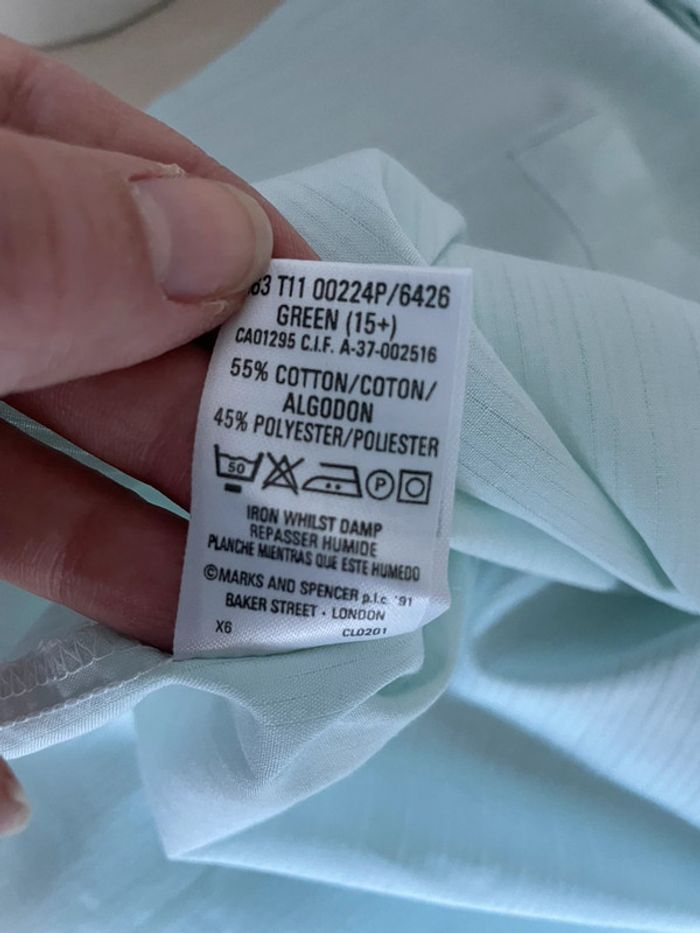 83 T11 00224P/6426
GREEN (15+)
CA01295 C.I.F. A-37-002516
55% COTTON/COTON/
ALGODON
45% POLYESTER/POLIESTER
50
P
IRON WHILST DAMP
REPASSER HUMIDE
PLANCHE MIENTRAS QUE ESTE HUMEDO
©MARKS AND SPENCER p.l.c. '91
BAKER STREET · LONDON
X6 CL0201